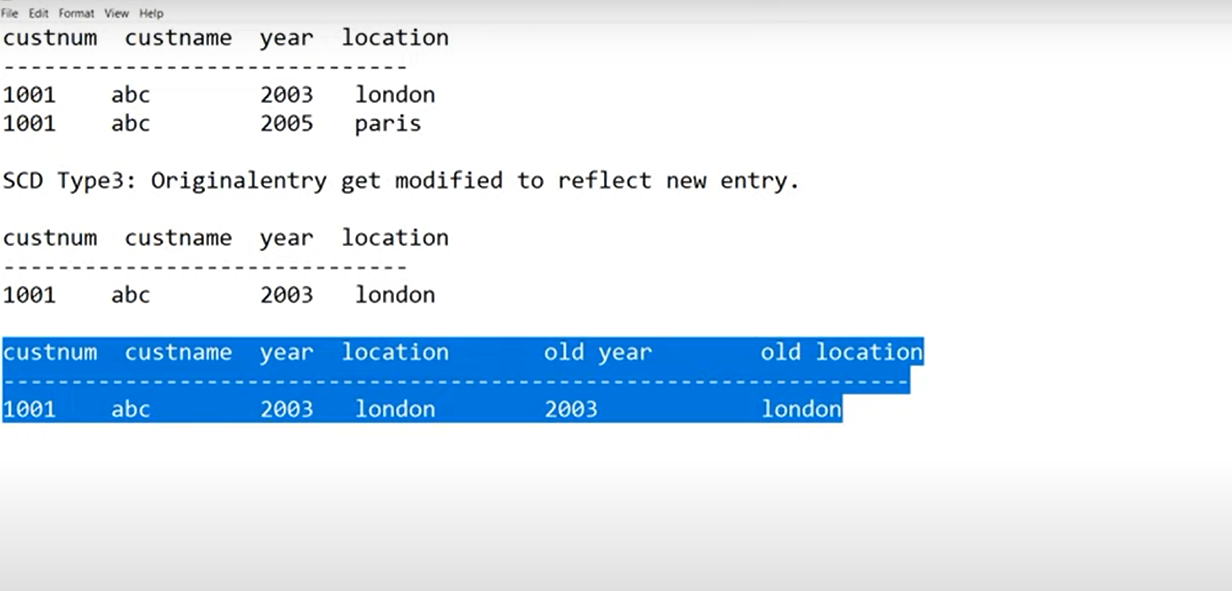 File Edit Format View Help
custnum custname year location
------------------------------
1001 abc 2003 london
1001 abc 2005 paris
SCD Type3: Originalentry get modified to reflect new entry.
custnum custname year location
------------------------------
1001 abc 2003 london
custnum custname year location old year old location
-------------------------------------------------------------------
1001 abc 2003 london 2003 london